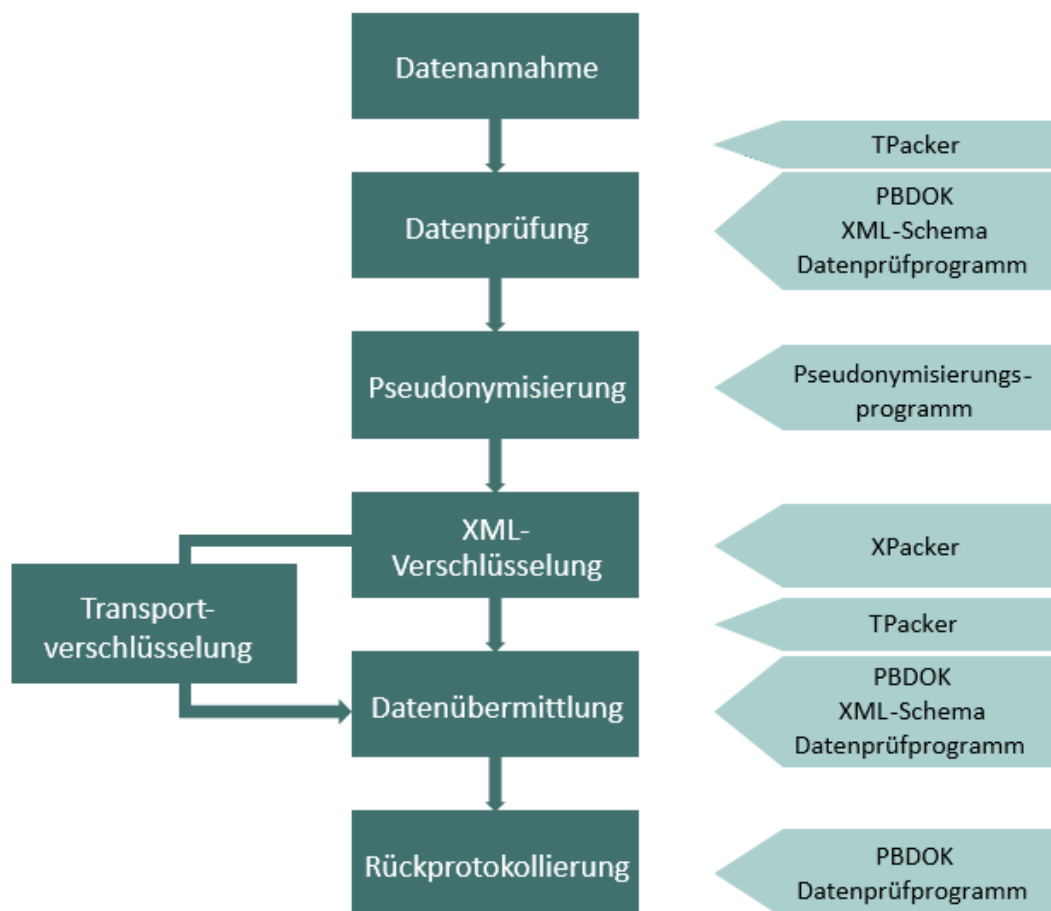 Datenannahme
TPacker
Datenprüfung
PBDOK
XML-Schema
Datenprüfprogramm
Pseudonymisierung
Pseudonymisierungs-
programm
XML-
Verschlüsselung
XPacker
Transport-
verschlüsselung
TPacker
Datenübermittlung
PBDOK
XML-Schema
Datenprüfprogramm
Rückprotokollierung
PBDOK
Datenprüfprogramm